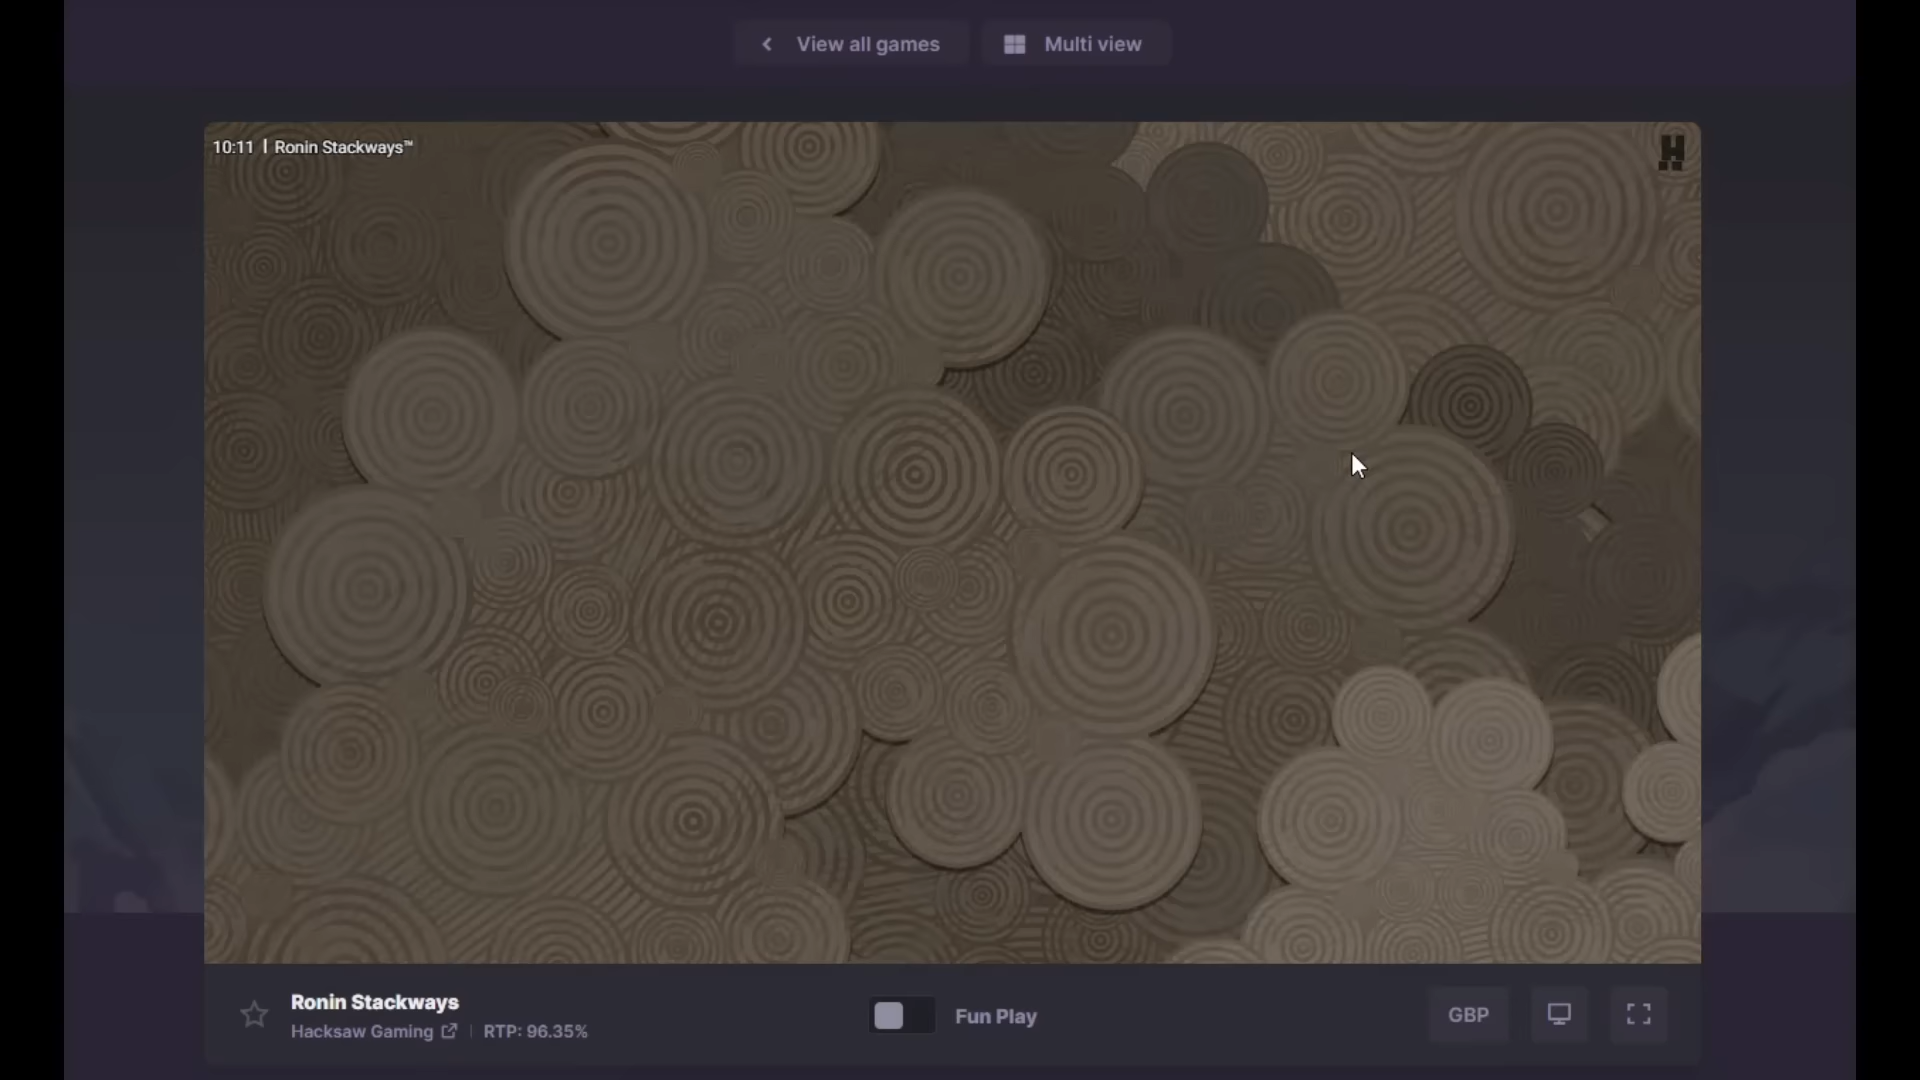 View all games
Multi view
10:11 | Ronin Stackways™
Ronin Stackways
Hacksaw Gaming | RTP: 96.35%
Fun Play
GBP